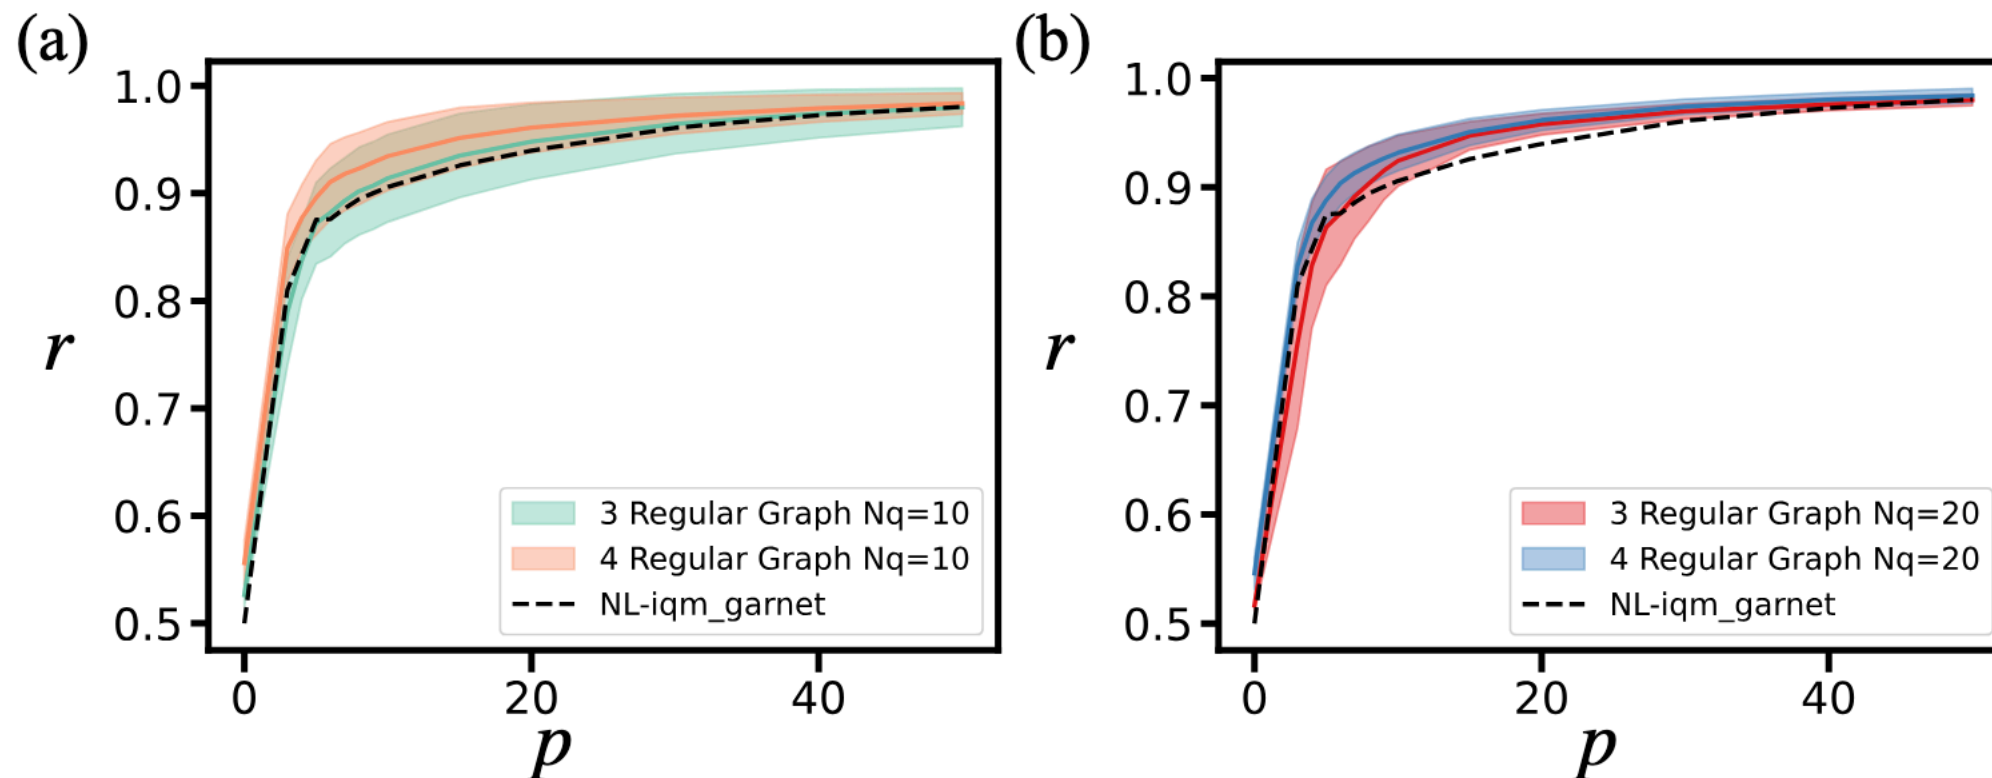 (a)
1.0
0.9
0.8
0.7
0.6
0.5
r
0
20
40
p
3 Regular Graph Nq=10
4 Regular Graph Nq=10
NL-iqm_garnet
(b)
1.0
0.9
0.8
0.7
0.6
0.5
r
0
20
40
p
3 Regular Graph Nq=20
4 Regular Graph Nq=20
NL-iqm_garnet